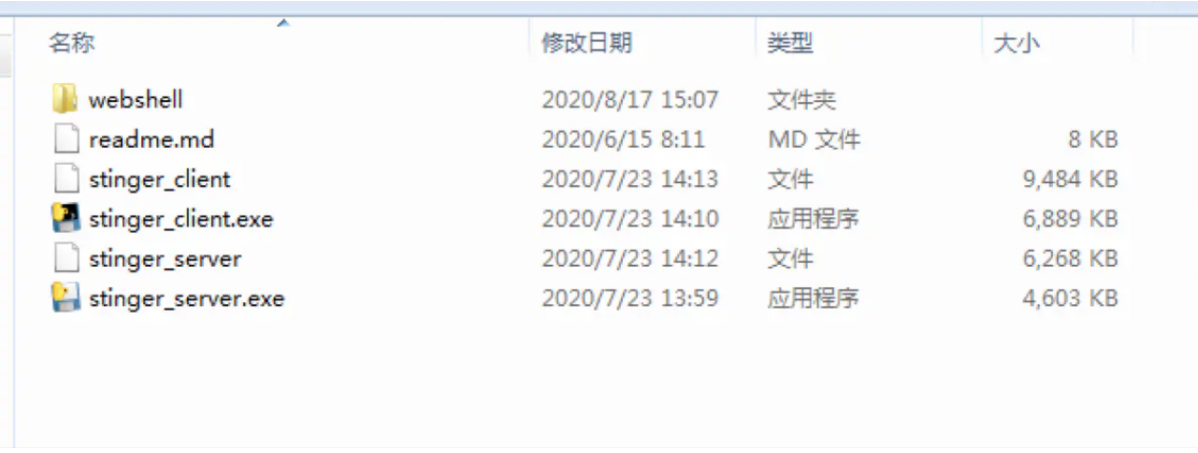 名称 修改日期 类型 大小
webshell 2020/8/17 15:07 文件夹
readme.md 2020/6/15 8:11 MD 文件 8 KB
stinger_client 2020/7/23 14:13 文件 9,484 KB
stinger_client.exe 2020/7/23 14:10 应用程序 6,889 KB
stinger_server 2020/7/23 14:12 文件 6,268 KB
stinger_server.exe 2020/7/23 13:59 应用程序 4,603 KB